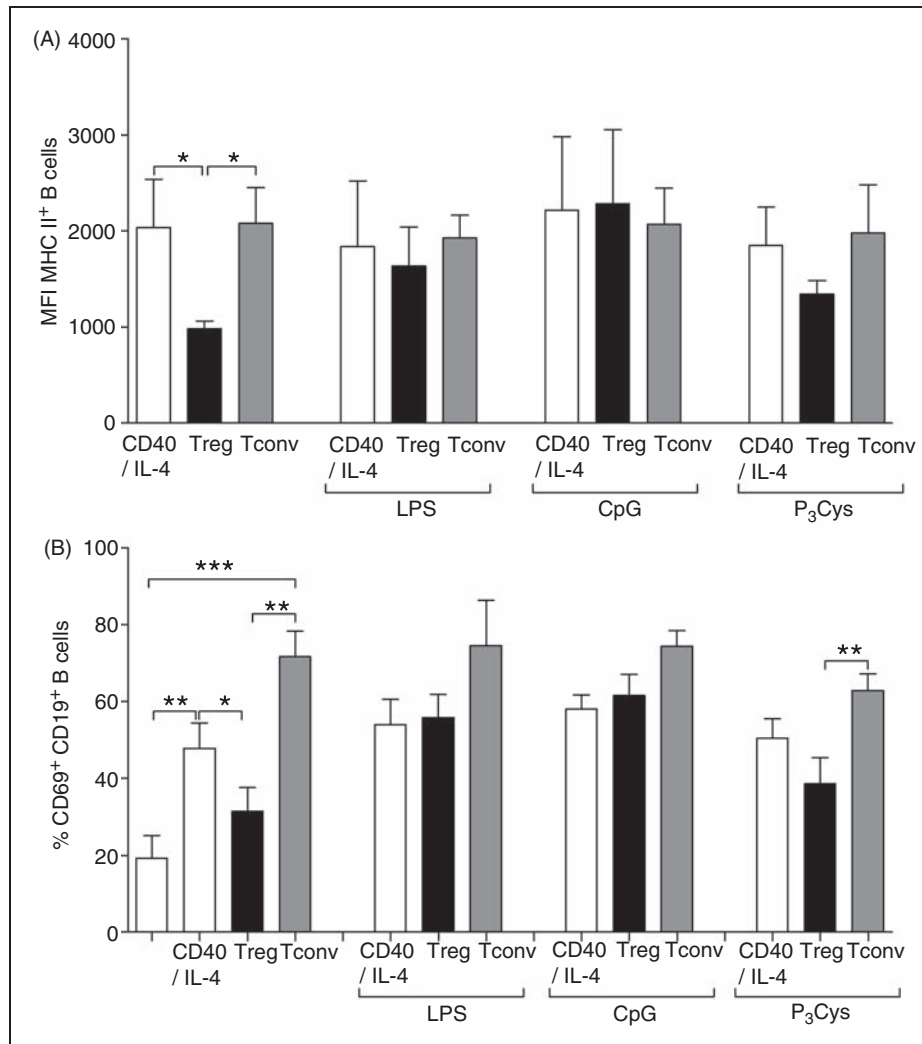 (A)
4000
3000
2000
1000
0
MFI MHC II⁺ B cells
* *
CD40 / IL-4 Treg Tconv
CD40 / IL-4 Treg Tconv
LPS
CD40 / IL-4 Treg Tconv
CpG
CD40 / IL-4 Treg Tconv
P₃Cys
(B)
100
80
60
40
20
0
% CD69⁺ CD19⁺ B cells
***
**
** *
**
CD40 / IL-4 Treg Tconv
CD40 / IL-4 Treg Tconv
LPS
CD40 / IL-4 Treg Tconv
CpG
CD40 / IL-4 Treg Tconv
P₃Cys